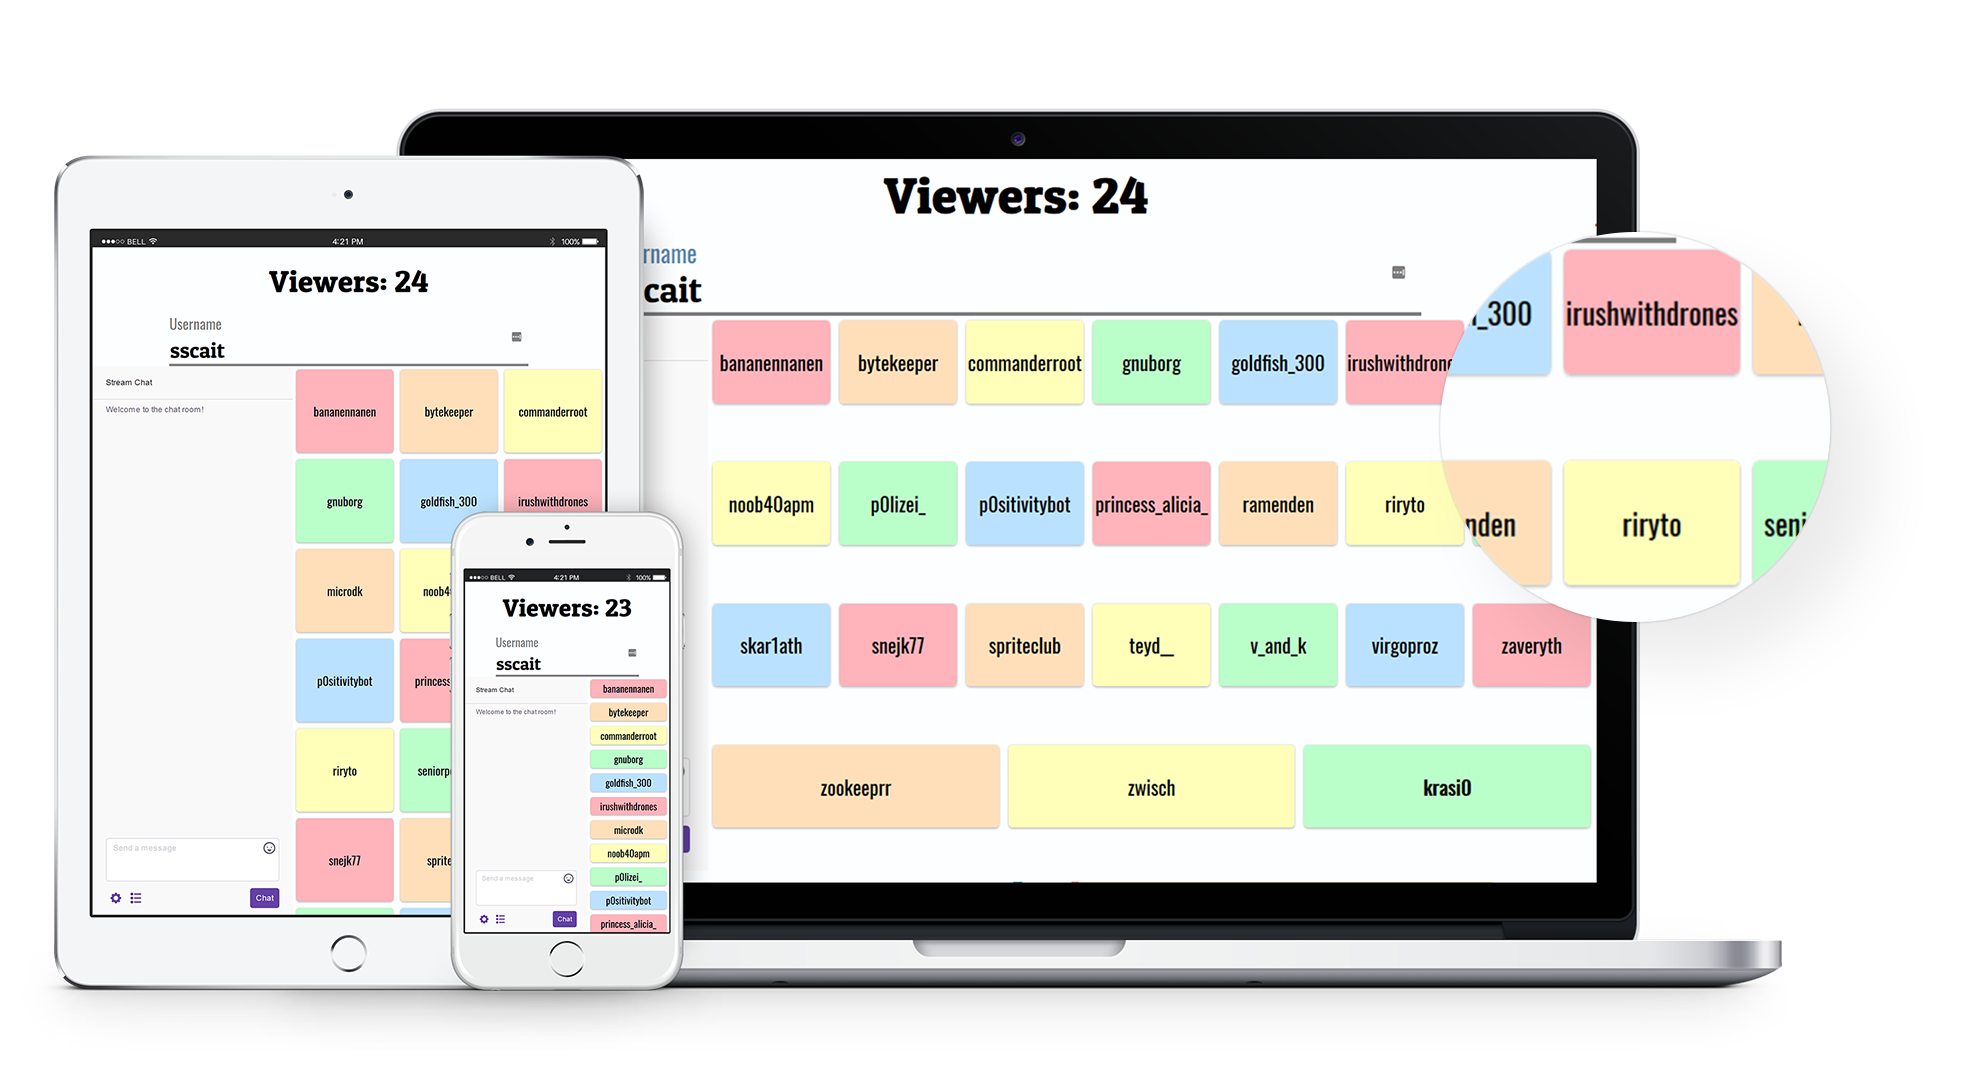 Viewers: 24
rname
cait
bananennanen
bytekeeper
commanderroot
gnuborg
goldfish_300
irushwithdrone
noob40apm
p0lizei_
p0sitivitybot
princess_alicia_
ramenden
riryto
skar1ath
snejk77
spriteclub
teyd__
v_and_k
virgoproz
zaveryth
zookeeprr
zwisch
krasi0
_300
irushwithdrones
nden
riryto
seni
BELL
4:21 PM
100%
Viewers: 24
Username
sscait
Stream Chat
Welcome to the chat room!
bananennanen
bytekeeper
commanderroot
gnuborg
goldfish_300
irushwithdrones
microdk
noob4
p0sitivitybot
princess
riryto
seniorp
snejk77
sprite
Send a message
Chat
BELL
4:21 PM
100%
Viewers: 23
Username
sscait
Stream Chat
Welcome to the chat room!
bananennanen
bytekeeper
commanderroot
gnuborg
goldfish_300
irushwithdrones
microdk
noob40apm
p0lizei_
p0sitivitybot
princess_alicia_
Send a message
Chat